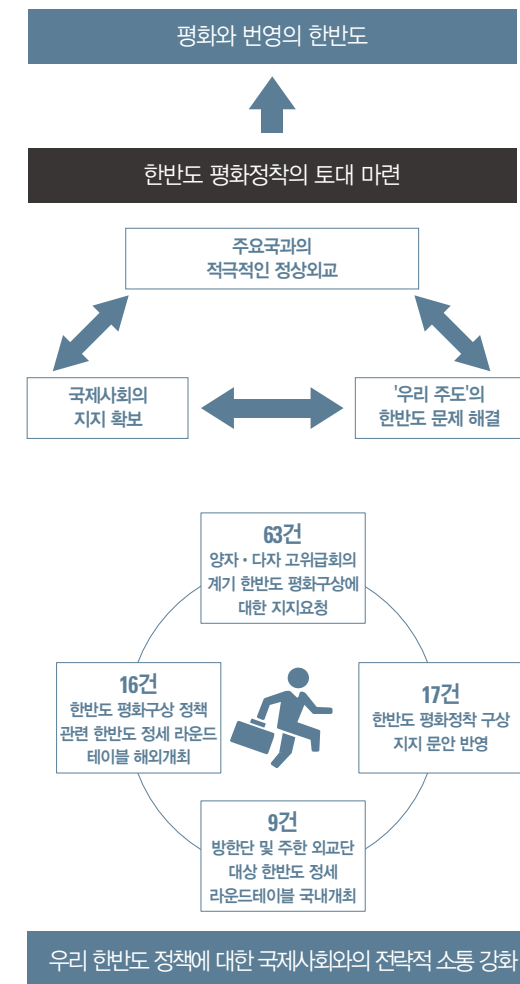 평화와 번영의 한반도
한반도 평화정착의 토대 마련
주요국과의
적극적인 정상외교
국제사회의
지지 확보
'우리 주도'의
한반도 문제 해결
63건
양자·다자 고위급회의
계기 한반도 평화구상에
대한 지지요청
16건
한반도 평화구상 정책
관련 한반도 정세 라운드
테이블 해외개최
17건
한반도 평화정착 구상
지지 문안 반영
9건
방한단 및 주한 외교단
대상 한반도 정세
라운드테이블 국내개최
우리 한반도 정책에 대한 국제사회와의 전략적 소통 강화